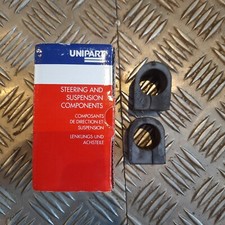 UNIPART
STEERING AND
SUSPENSION
COMPONENTS
COMPOSANTS
DE DIRECTION ET
SUSPENSION
LENKUNGS UND
ACHSTEILE